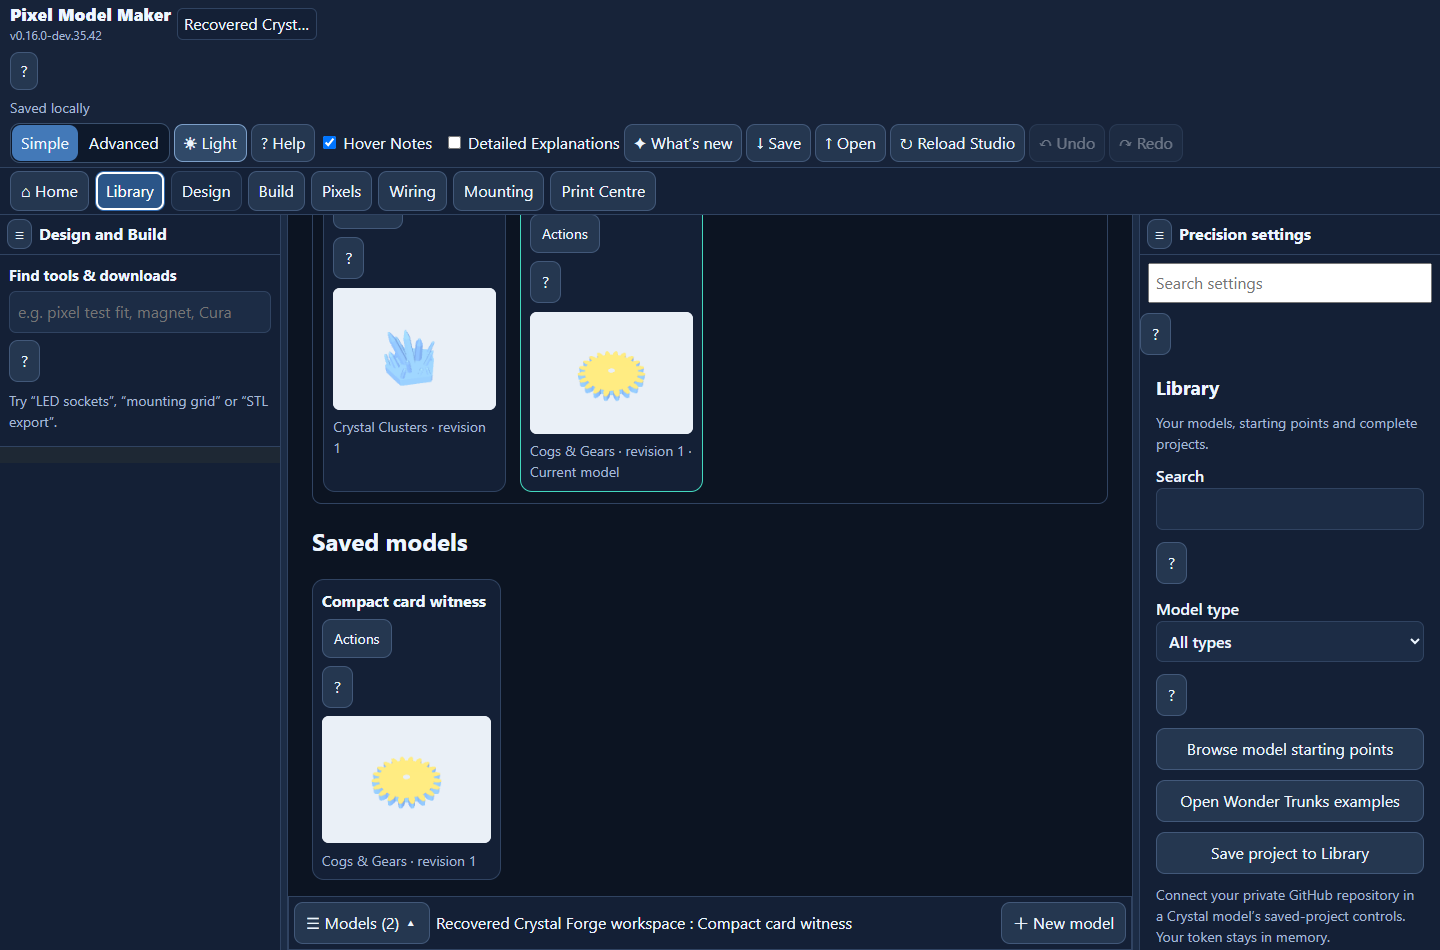 Pixel Model Maker
v0.16.0-dev.35.42
Recovered Cryst...
?
Saved locally
Simple
Advanced
☀ Light
? Help
Hover Notes
Detailed Explanations
✦ What's new
↓ Save
↑ Open
↻ Reload Studio
↶ Undo
↷ Redo
⌂ Home
Library
Design
Build
Pixels
Wiring
Mounting
Print Centre
☰ Design and Build
Find tools & downloads
e.g. pixel test fit, magnet, Cura
?
Try “LED sockets”, “mounting grid” or “STL
export”.
?
Crystal Clusters · revision
1
Actions
?
Cogs & Gears · revision 1 ·
Current model
Saved models
Compact card witness
Actions
?
Cogs & Gears · revision 1
☰ Models (2) ▲
Recovered Crystal Forge workspace : Compact card witness
+ New model
☰ Precision settings
Search settings
?
Library
Your models, starting points and complete
projects.
Search
?
Model type
All types
?
Browse model starting points
Open Wonder Trunks examples
Save project to Library
Connect your private GitHub repository in
a Crystal model’s saved-project controls.
Your token stays in memory.